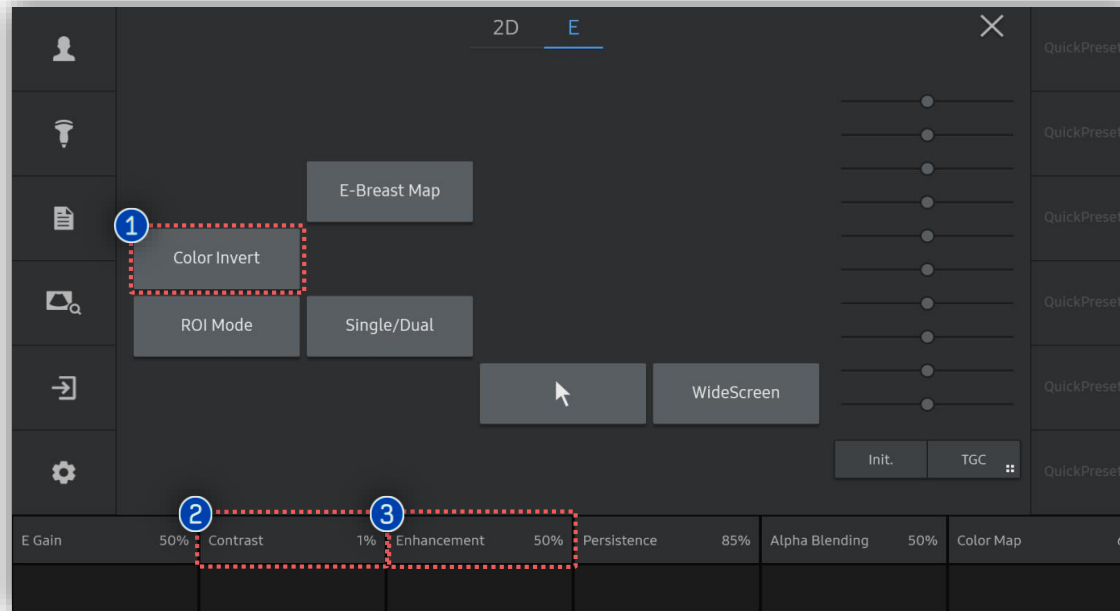 2D E
QuickPreset
QuickPreset
E-Breast Map
1
QuickPreset
Color Invert
ROI Mode Single/Dual
QuickPreset
WideScreen
QuickPreset
Init. TGC
QuickPreset
2 3
E Gain 50% Contrast 1% Enhancement 50% Persistence 85% Alpha Blending 50% Color Map